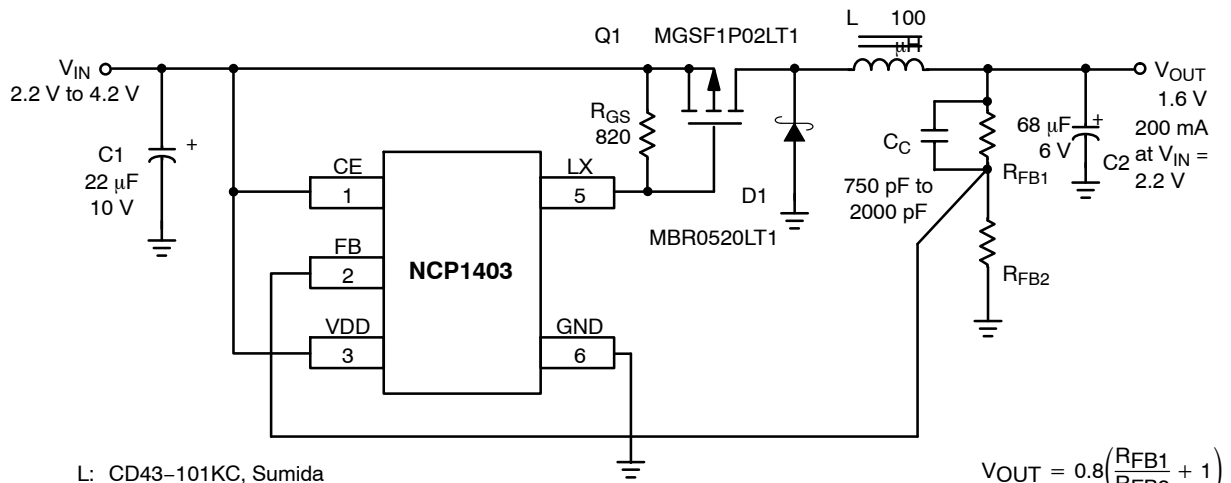 Q1 MGSF1P02LT1
L 100
µH
VIN
2.2 V to 4.2 V
VOUT
1.6 V
200 mA
at VIN =
2.2 V
C1
22 µF
10 V
+
RGS
820
CE
1
LX
5
FB
2
NCP1403
VDD
3
GND
6
D1
MBR0520LT1
CC
750 pF to
2000 pF
RFB1
RFB2
68 µF
6 V
+
C2
L: CD43−101KC, Sumida
VOUT = 0.8(RFB1/RFB2 + 1)